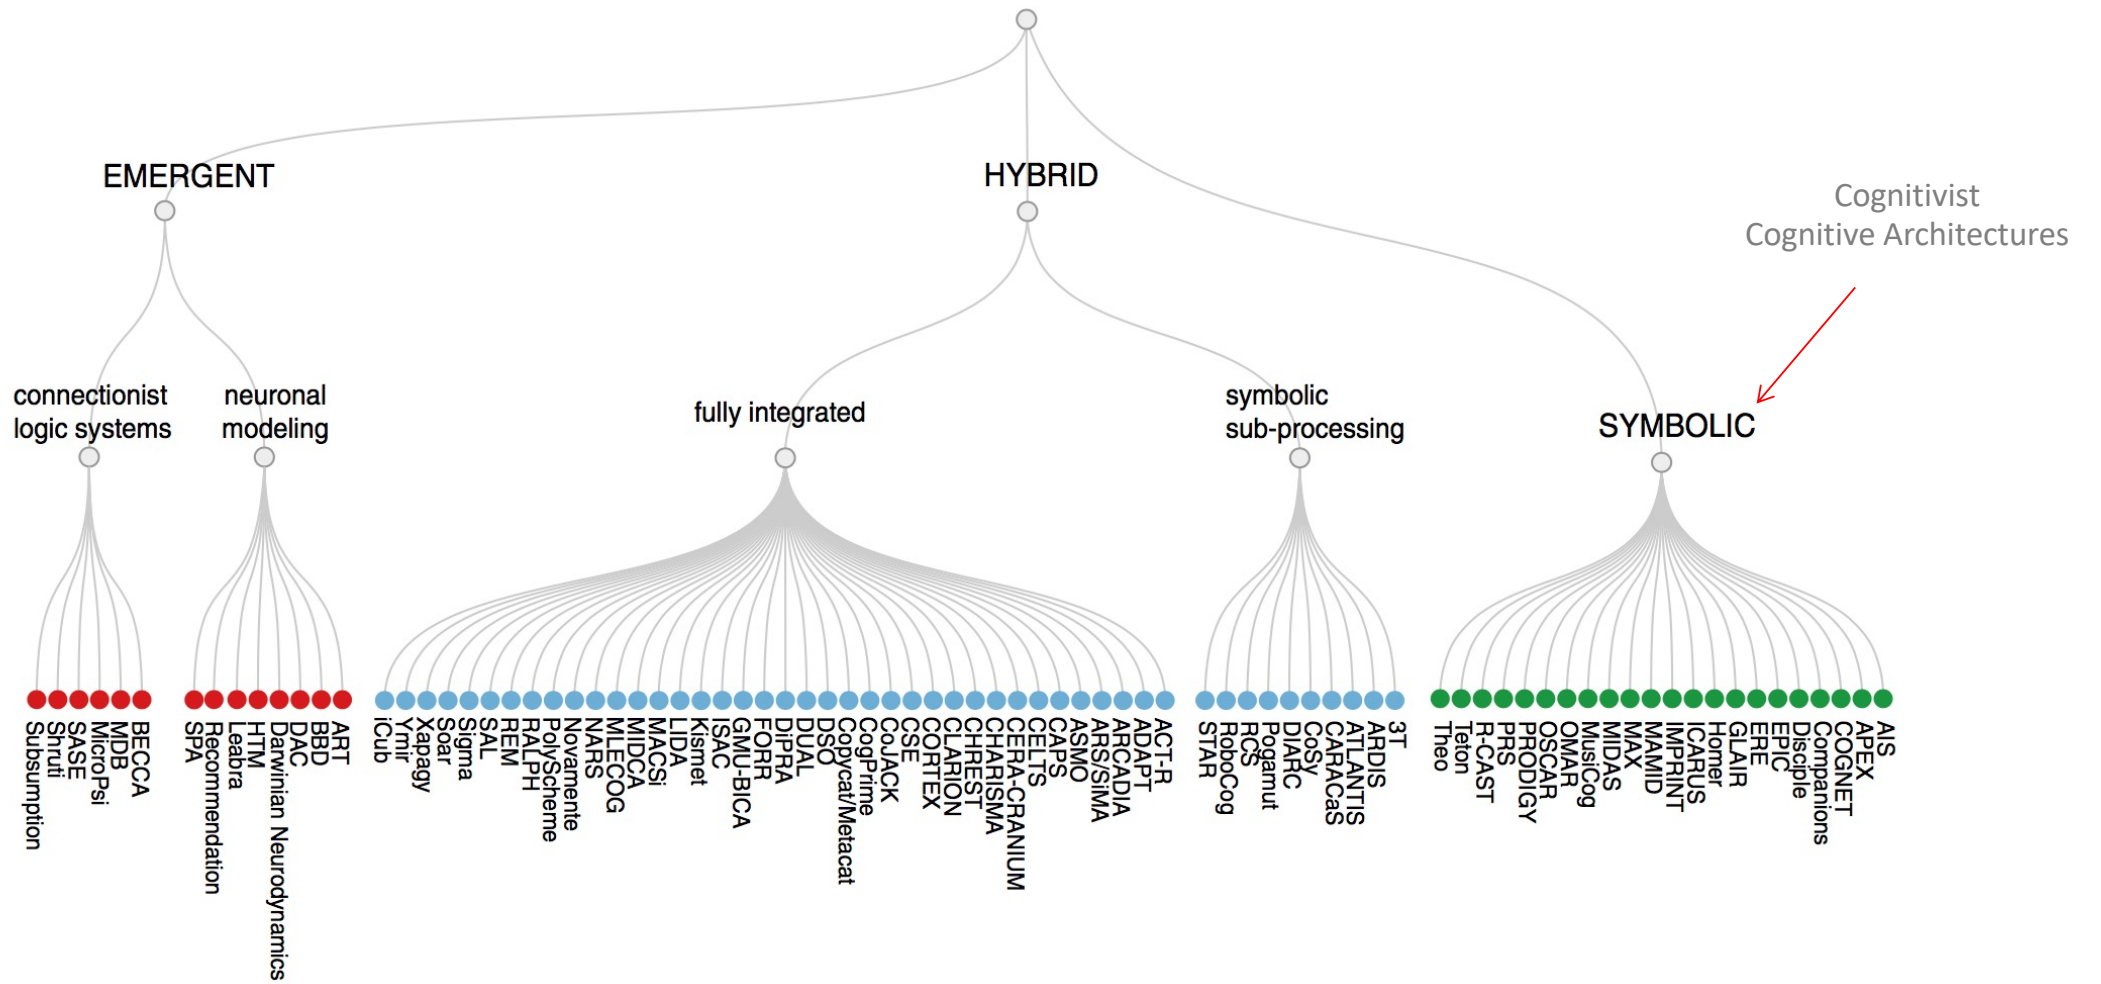 EMERGENT
HYBRID
Cognitivist
Cognitive Architectures
connectionist
logic systems
neuronal
modeling
fully integrated
symbolic
sub-processing
SYMBOLIC
Subsumption
Shruti
SASE
MicroPsi
MDB
BECCA
SPA
Recommendation
Leabra
HTM
Darwinian Neurodynamics
DAC
BBD
ART
iCub
Ymir
Xapagy
Soar
Sigma
SAL
REM
RALPH
PolyScheme
Novamente
NARS
MLECOG
MIDCA
MACSi
LIDA
Kismet
ISAC
GMU-BICA
FORR
DiPRA
DUAL
DSO
Copycat/Metacat
CogPrime
CoJACK
CSE
CORTEX
CLARION
CHREST
CHARISMA
CERA-CRANIUM
CELTS
CAPS
ASMO
ARS/SiMA
ARCADIA
ADAPT
ACT-R
STAR
RoboCog
RCS
Pogamut
DIARC
CoSy
CARACaS
ATLANTIS
ARDIS
3T
Theo
Teton
R-CAST
PRS
PRODIGY
OSCAR
OMAR
MusiCog
MIDAS
MAX
MAMID
IMPRINT
ICARUS
Homer
GLAIR
ERE
EPIC
Disciple
Companions
COGNET
APEX
AIS